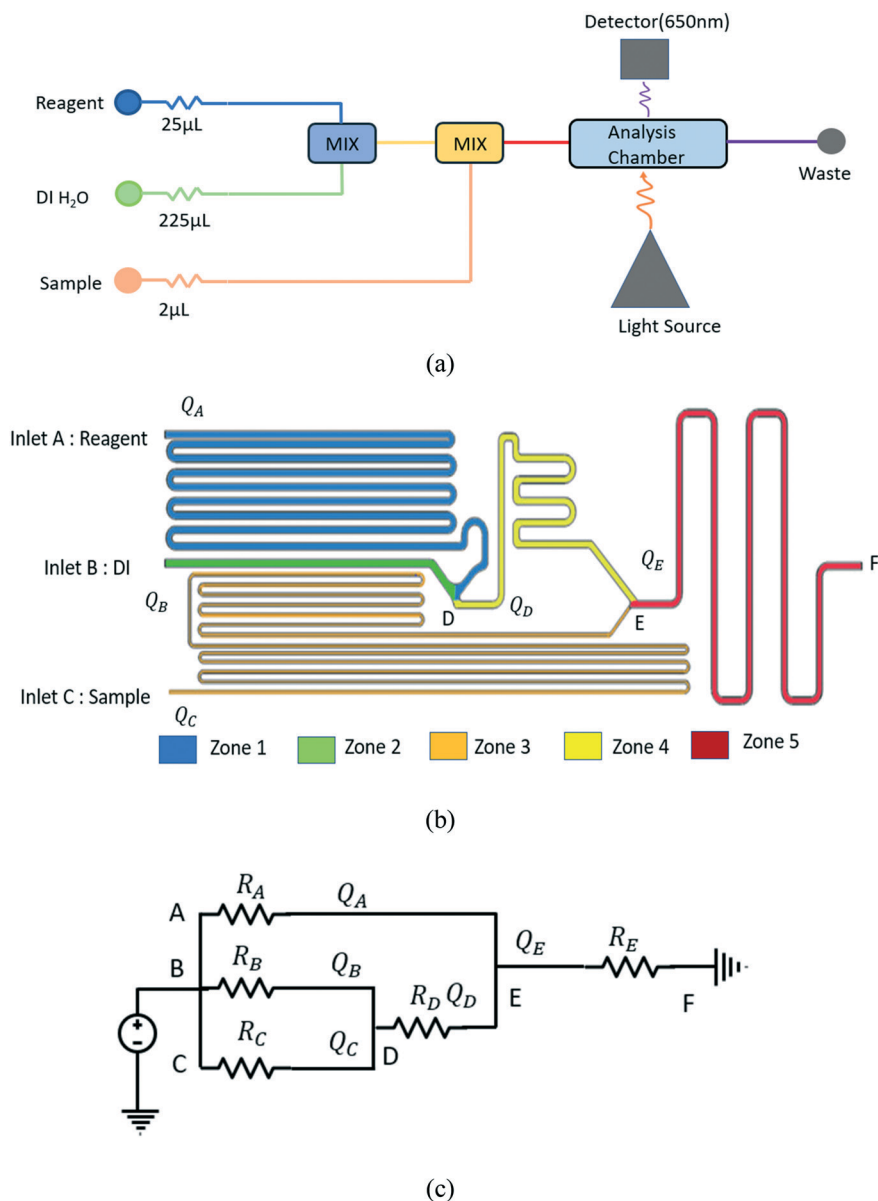 Detector(650nm)
Reagent
25µL
MIX
MIX
Analysis
Chamber
Waste
DI H₂O
225µL
Sample
2µL
Light Source
(a)
Q_A
Inlet A : Reagent
Inlet B : DI
Q_B
D
Q_D
Q_E
E
F
Inlet C : Sample
Q_C
Zone 1
Zone 2
Zone 3
Zone 4
Zone 5
(b)
A
R_A
Q_A
B
R_B
Q_B
Q_E
R_E
R_D
Q_D
E
F
C
R_C
Q_C
D
+
-
(c)